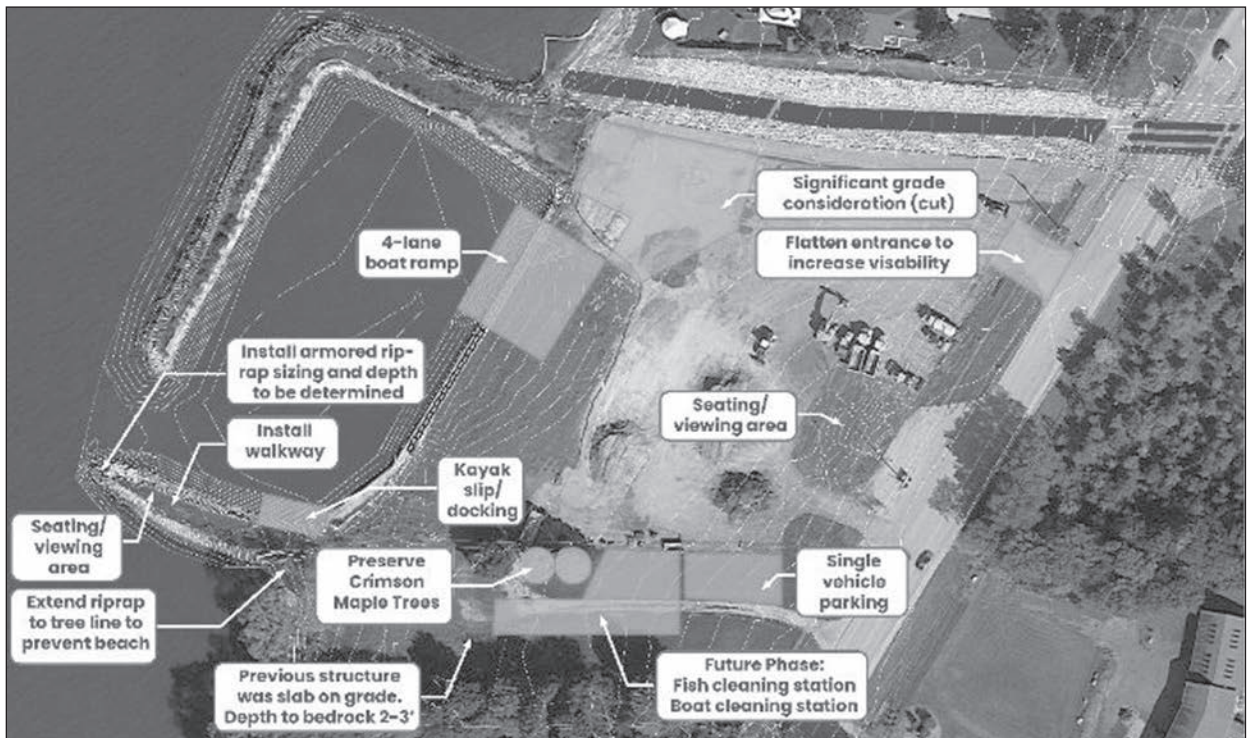 Significant grade
consideration (cut)
4-lane
boat ramp
Flatten entrance to
increase visability
Install armored rip-
rap sizing and depth
to be determined
Seating/
viewing area
Install
walkway
Kayak
slip/
docking
Seating/
viewing
area
Preserve
Crimson
Maple Trees
Single
vehicle
parking
Extend riprap
to tree line to
prevent beach
Previous structure
was slab on grade.
Depth to bedrock 2-3'
Future Phase:
Fish cleaning station
Boat cleaning station